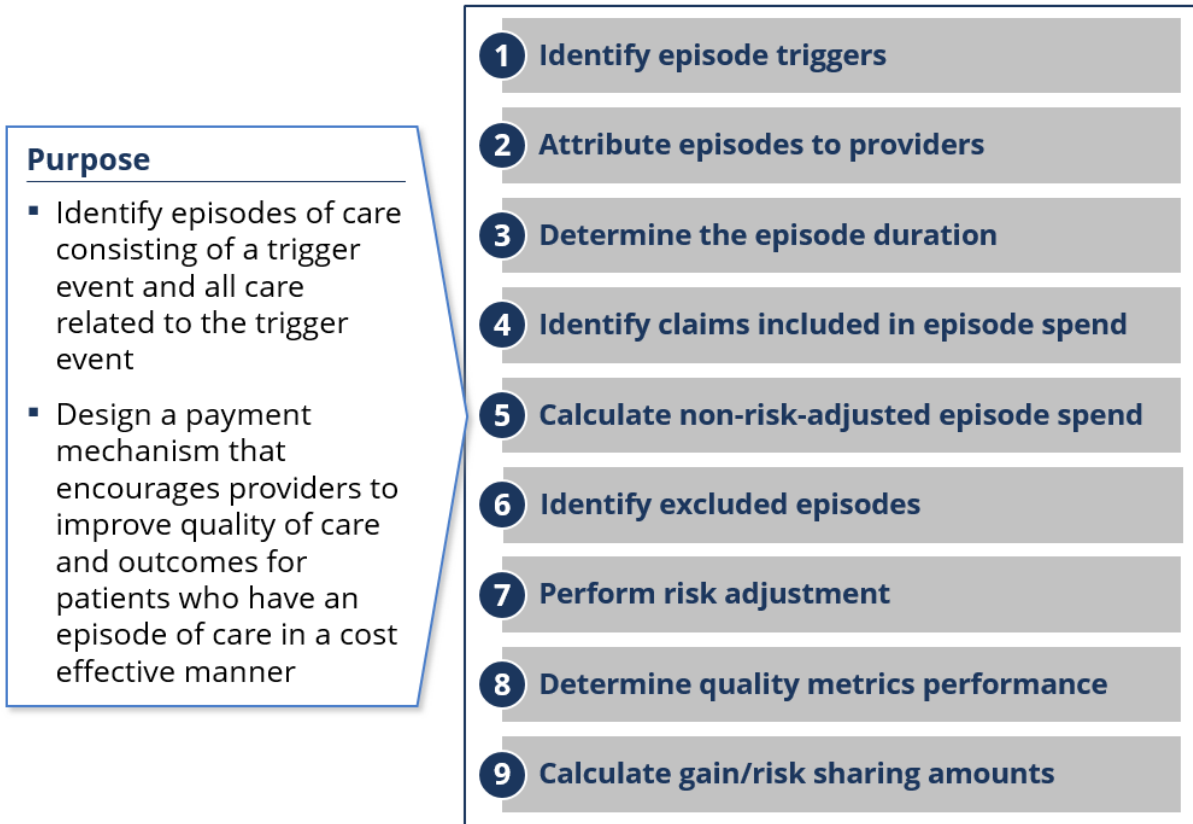 Purpose
▪ Identify episodes of care
consisting of a trigger
event and all care
related to the trigger
event
▪ Design a payment
mechanism that
encourages providers to
improve quality of care
and outcomes for
patients who have an
episode of care in a cost
effective manner
1 Identify episode triggers
2 Attribute episodes to providers
3 Determine the episode duration
4 Identify claims included in episode spend
5 Calculate non-risk-adjusted episode spend
6 Identify excluded episodes
7 Perform risk adjustment
8 Determine quality metrics performance
9 Calculate gain/risk sharing amounts